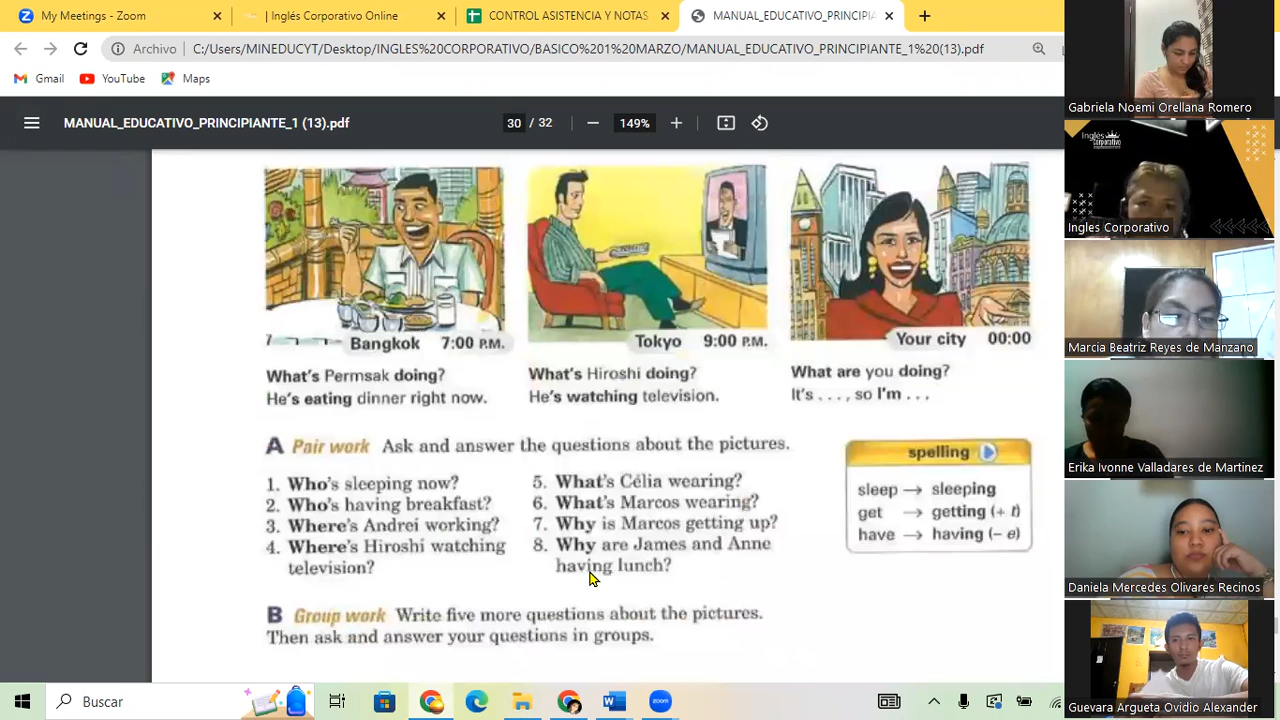 My Meetings - Zoom
| Inglés Corporativo Online
CONTROL ASISTENCIA Y NOTAS
MANUAL_EDUCATIVO_PRINCIPIA
Archivo
C:/Users/MINEDUCYT/Desktop/INGLES%20CORPORATIVO/BASICO%201%20MARZO/MANUAL_EDUCATIVO_PRINCIPIANTE_1%20(13).pdf
Gmail
YouTube
Maps
MANUAL_EDUCATIVO_PRINCIPIANTE_1 (13).pdf
30 / 32
149%
Bangkok 7:00 P.M.
Tokyo 9:00 P.M.
Your city 00:00
What's Permsak doing?
He's eating dinner right now.
What's Hiroshi doing?
He's watching television.
What are you doing?
It's . . . , so I'm . . .
A Pair work Ask and answer the questions about the pictures.
1. Who's sleeping now?
2. Who's having breakfast?
3. Where's Andrei working?
4. Where's Hiroshi watching
television?
5. What's Célia wearing?
6. What's Marcos wearing?
7. Why is Marcos getting up?
8. Why are James and Anne
having lunch?
spelling
sleep → sleeping
get → getting (+ t)
have → having (– e)
B Group work Write five more questions about the pictures.
Then ask and answer your questions in groups.
Buscar
Gabriela Noemi Orellana Romero
Inglés
Corporativo
Ingles Corporativo
Marcia Beatriz Reyes de Manzano
Erika Ivonne Valladares de Martinez
Daniela Mercedes Olivares Recinos
Guevara Argueta Ovidio Alexander